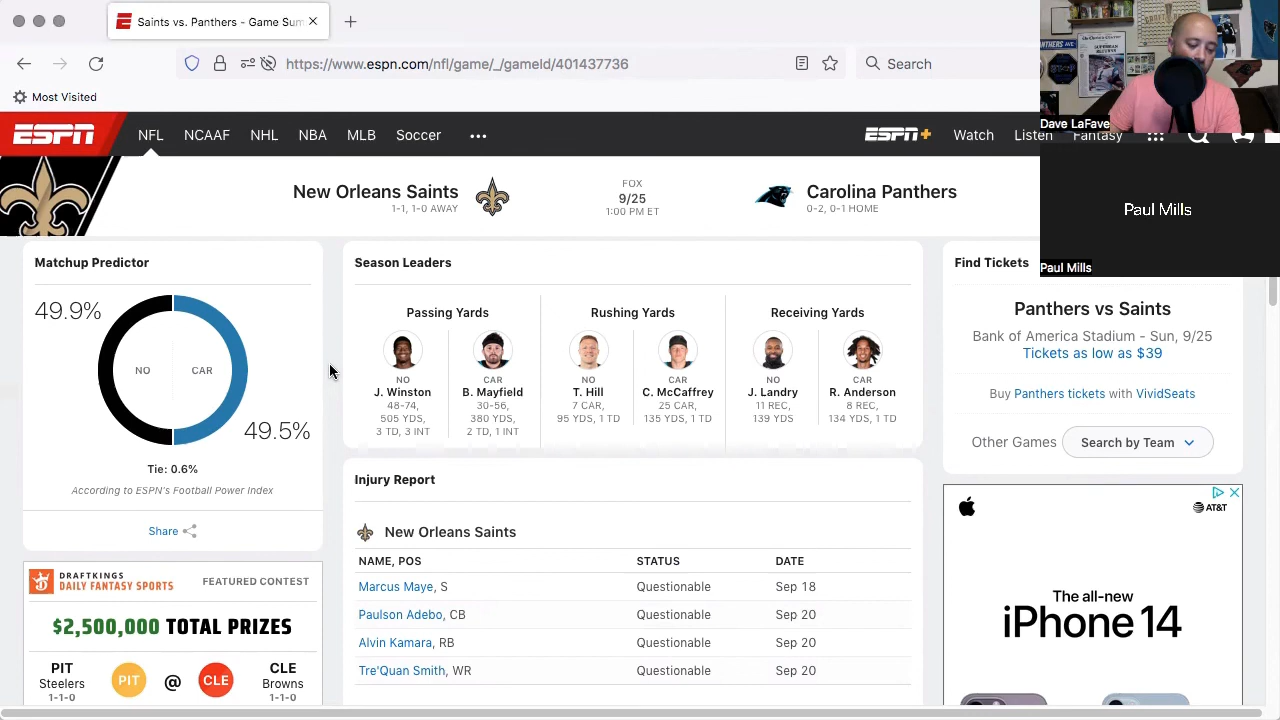 Saints vs. Panthers - Game Sum
https://www.espn.com/nfl/game/_/gameId/401437736
Search
Most Visited
PANTHERS AVE
Dave LaFave
ESPN
NFL NCAAF NHL NBA MLB Soccer
ESPN+ Watch Listen Fantasy
New Orleans Saints
1-1, 1-0 AWAY
FOX
9/25
1:00 PM ET
Carolina Panthers
0-2, 0-1 HOME
Paul Mills
Paul Mills
Matchup Predictor
49.9%
NO CAR
49.5%
Tie: 0.6%
According to ESPN's Football Power Index
Share
DRAFTKINGS
DAILY FANTASY SPORTS
FEATURED CONTEST
$2,500,000 TOTAL PRIZES
PIT
Steelers
1-1-0
PIT @ CLE
CLE
Browns
1-1-0
Season Leaders
Passing Yards
NO
J. Winston
48-74,
505 YDS,
3 TD, 3 INT
CAR
B. Mayfield
30-56,
380 YDS,
2 TD, 1 INT
Rushing Yards
NO
T. Hill
7 CAR,
95 YDS, 1 TD
CAR
C. McCaffrey
25 CAR,
135 YDS, 1 TD
Receiving Yards
NO
J. Landry
11 REC,
139 YDS
CAR
R. Anderson
8 REC,
134 YDS, 1 TD
Injury Report
New Orleans Saints
NAME, POS STATUS DATE
Marcus Maye, S Questionable Sep 18
Paulson Adebo, CB Questionable Sep 20
Alvin Kamara, RB Questionable Sep 20
Tre'Quan Smith, WR Questionable Sep 20
Find Tickets
Panthers vs Saints
Bank of America Stadium - Sun, 9/25
Tickets as low as $39
Buy Panthers tickets with VividSeats
Other Games Search by Team
AT&T
The all-new
iPhone 14